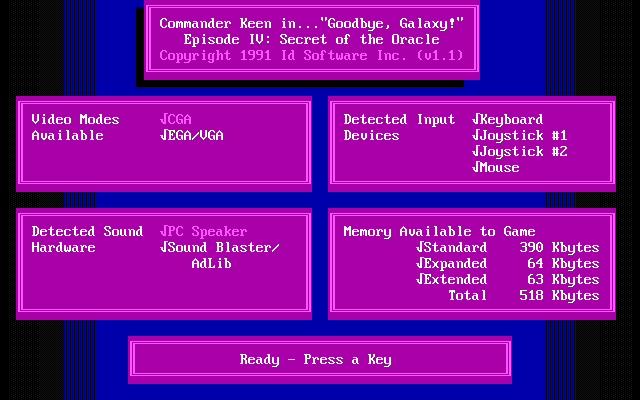 Commander Keen in..."Goodbye, Galaxy!"
Episode IV: Secret of the Oracle
Copyright 1991 Id Software Inc. (v1.1)
Video Modes √CGA
Available √EGA/VGA
Detected Input √Keyboard
Devices √Joystick #1
√Joystick #2
√Mouse
Detected Sound √PC Speaker
Hardware √Sound Blaster/
AdLib
Memory Available to Game
√Standard 390 Kbytes
√Expanded 64 Kbytes
√Extended 63 Kbytes
Total 518 Kbytes
Ready - Press a Key